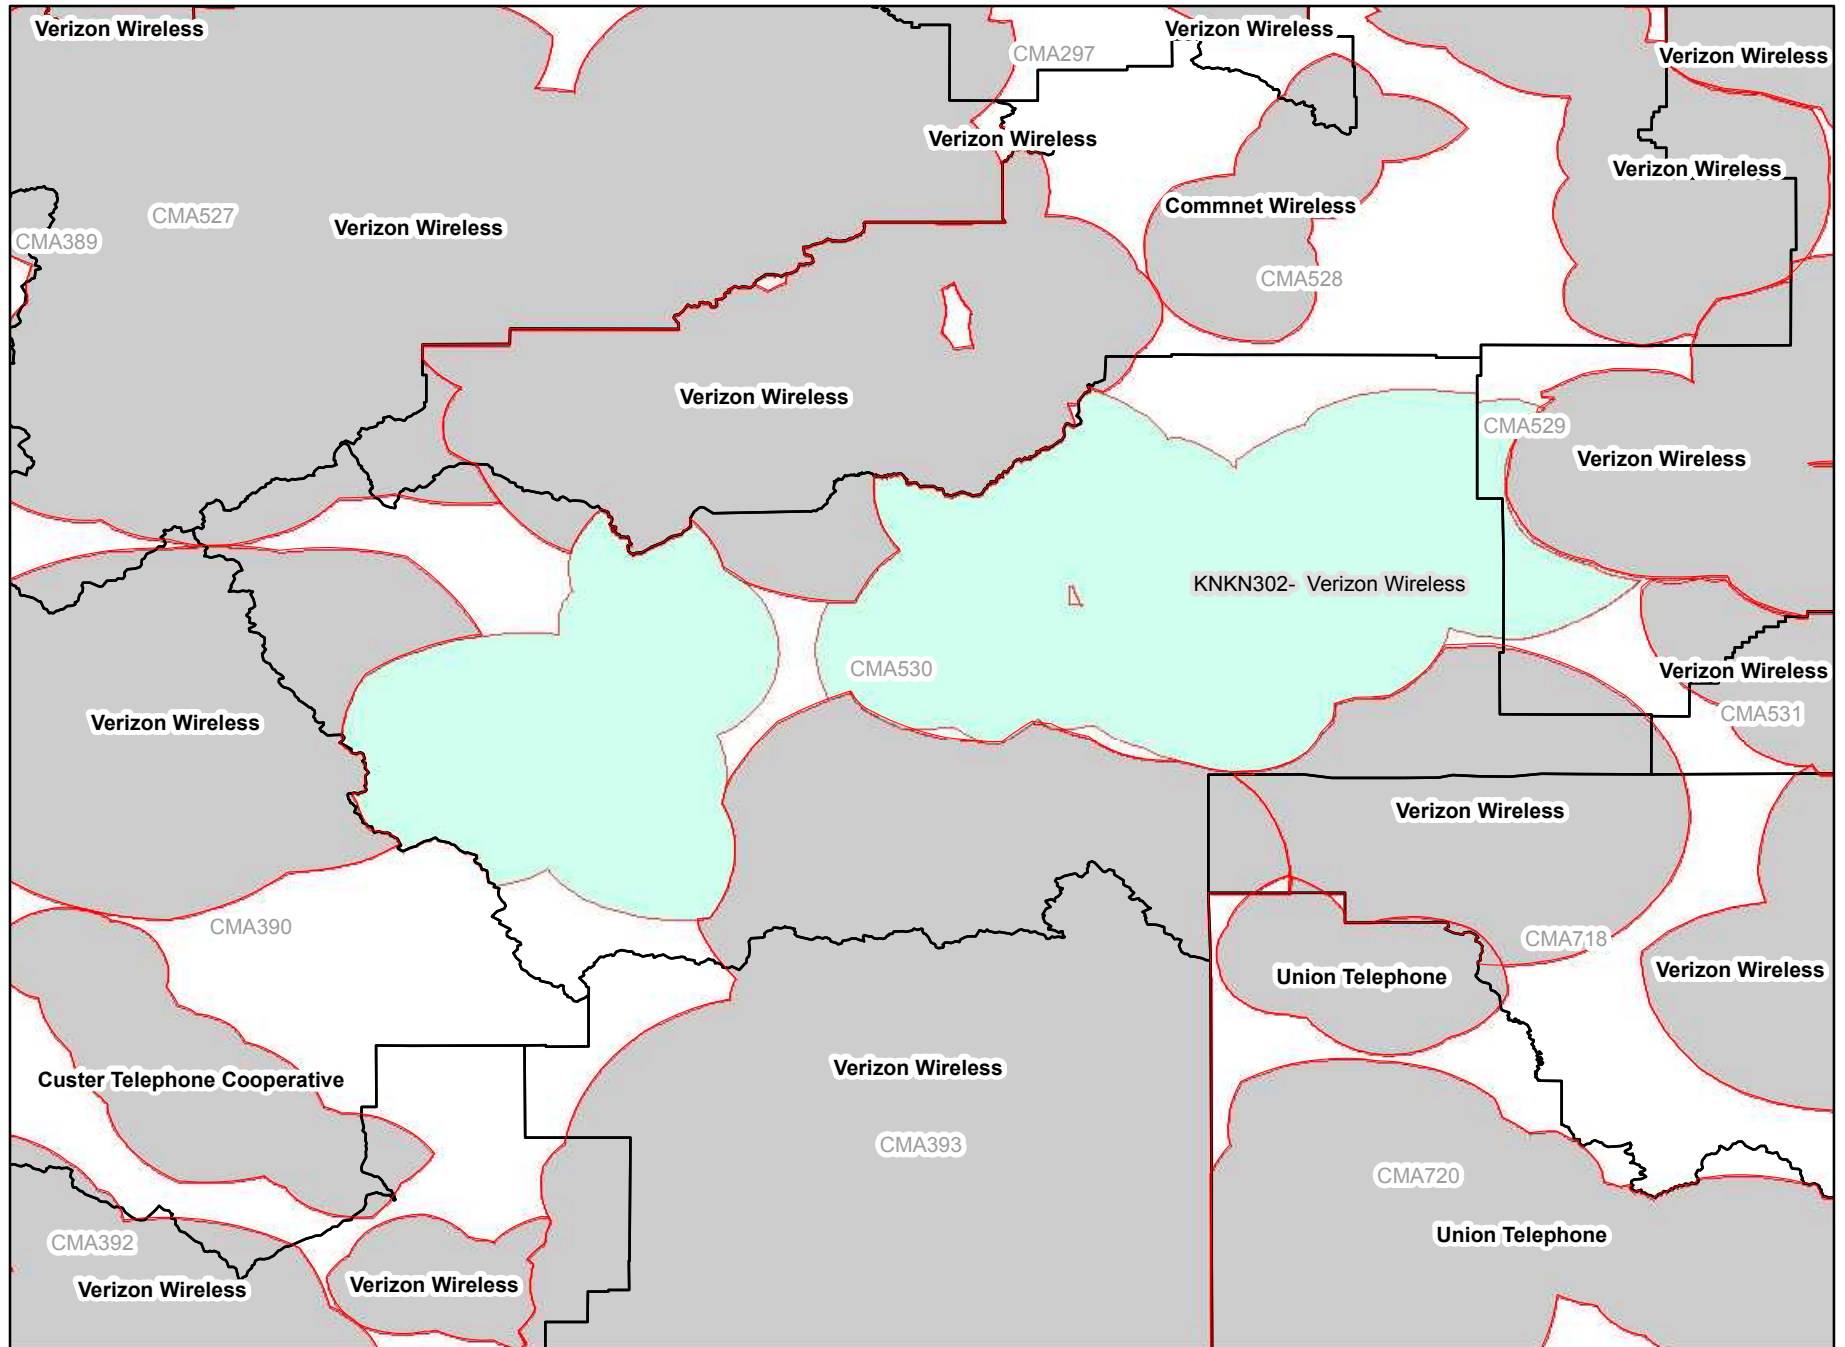 Verizon Wireless
Verizon Wireless
CMA297
Verizon Wireless
Verizon Wireless
Verizon Wireless
CMA527
Commnet Wireless
Verizon Wireless
CMA389
CMA528
Verizon Wireless
CMA529
Verizon Wireless
KNKN302- Verizon Wireless
CMA530
Verizon Wireless
CMA531
Verizon Wireless
Verizon Wireless
CMA390
CMA718
Verizon Wireless
Union Telephone
Verizon Wireless
Custer Telephone Cooperative
CMA393
CMA720
Union Telephone
CMA392
Verizon Wireless
Verizon Wireless